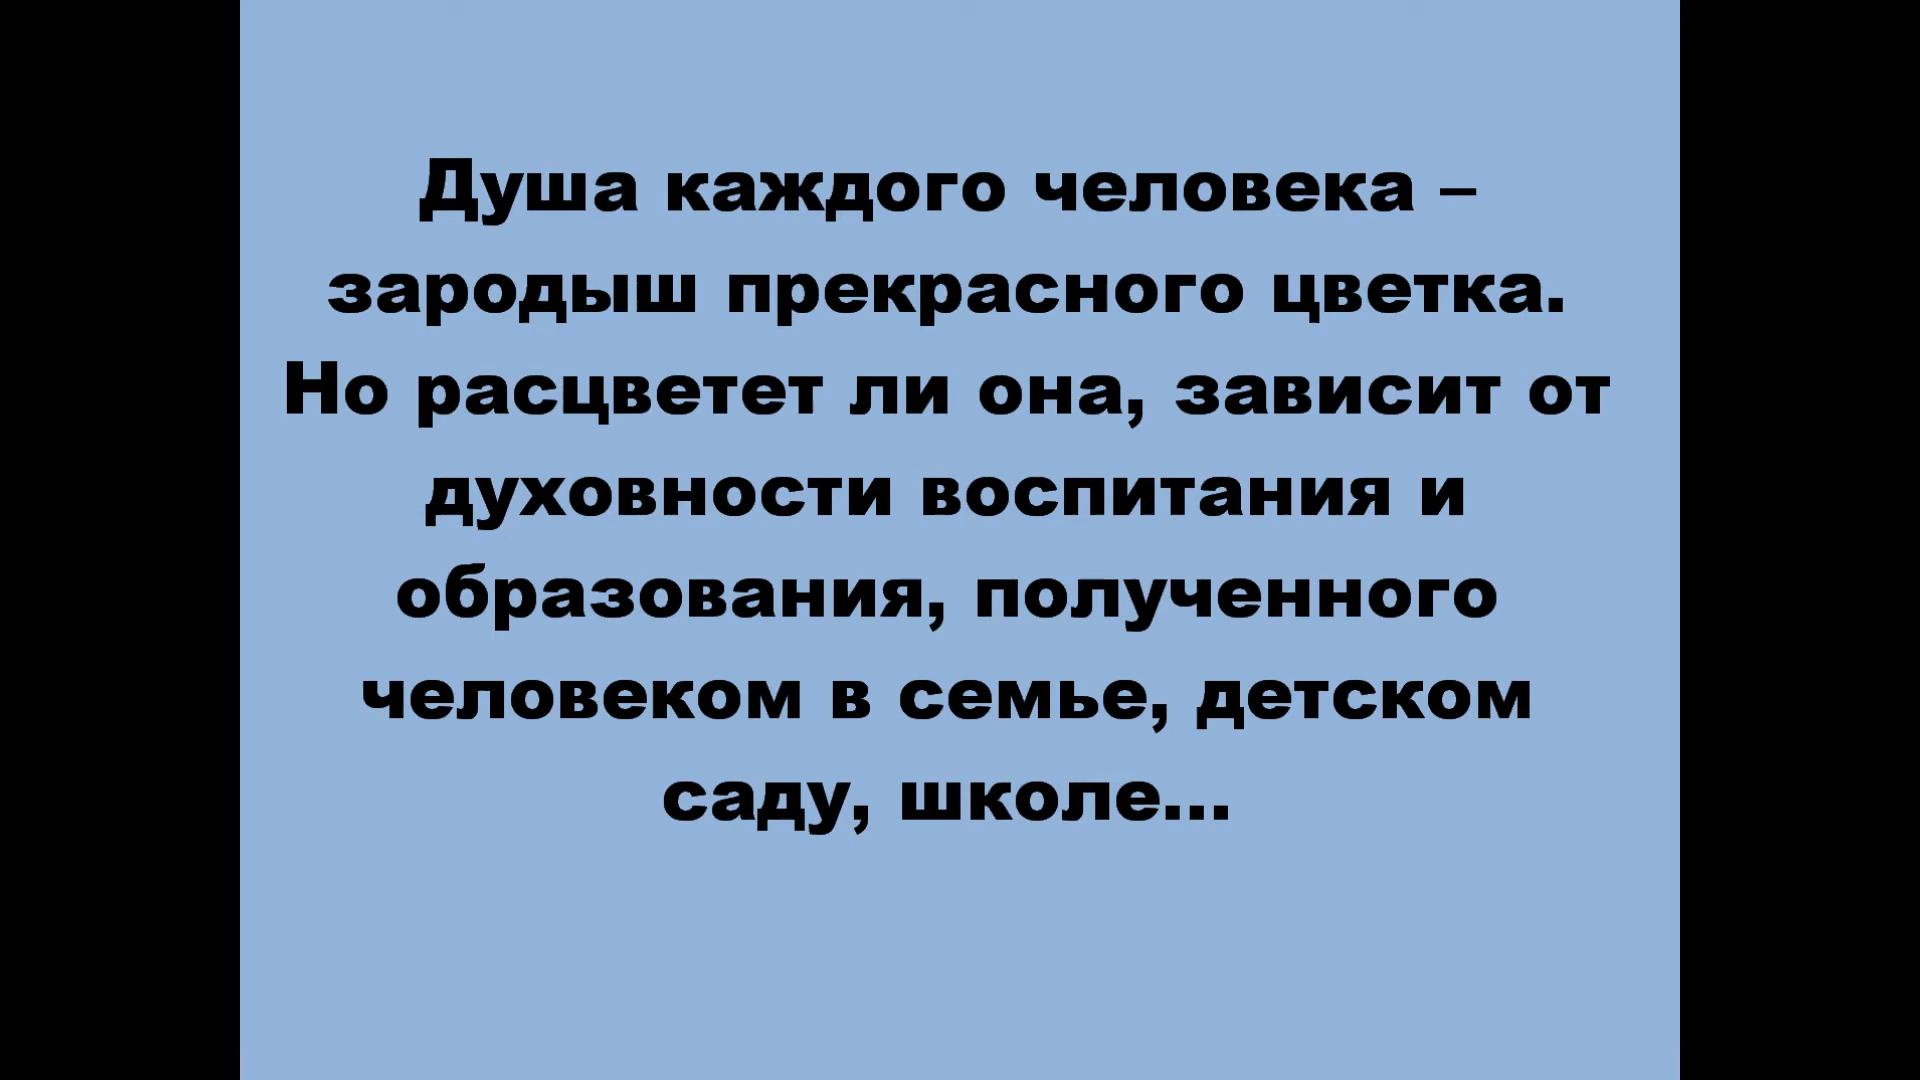 Душа каждого человека –
зародыш прекрасного цветка.
Но расцветет ли она, зависит от
духовности воспитания и
образования, полученного
человеком в семье, детском
саду, школе...